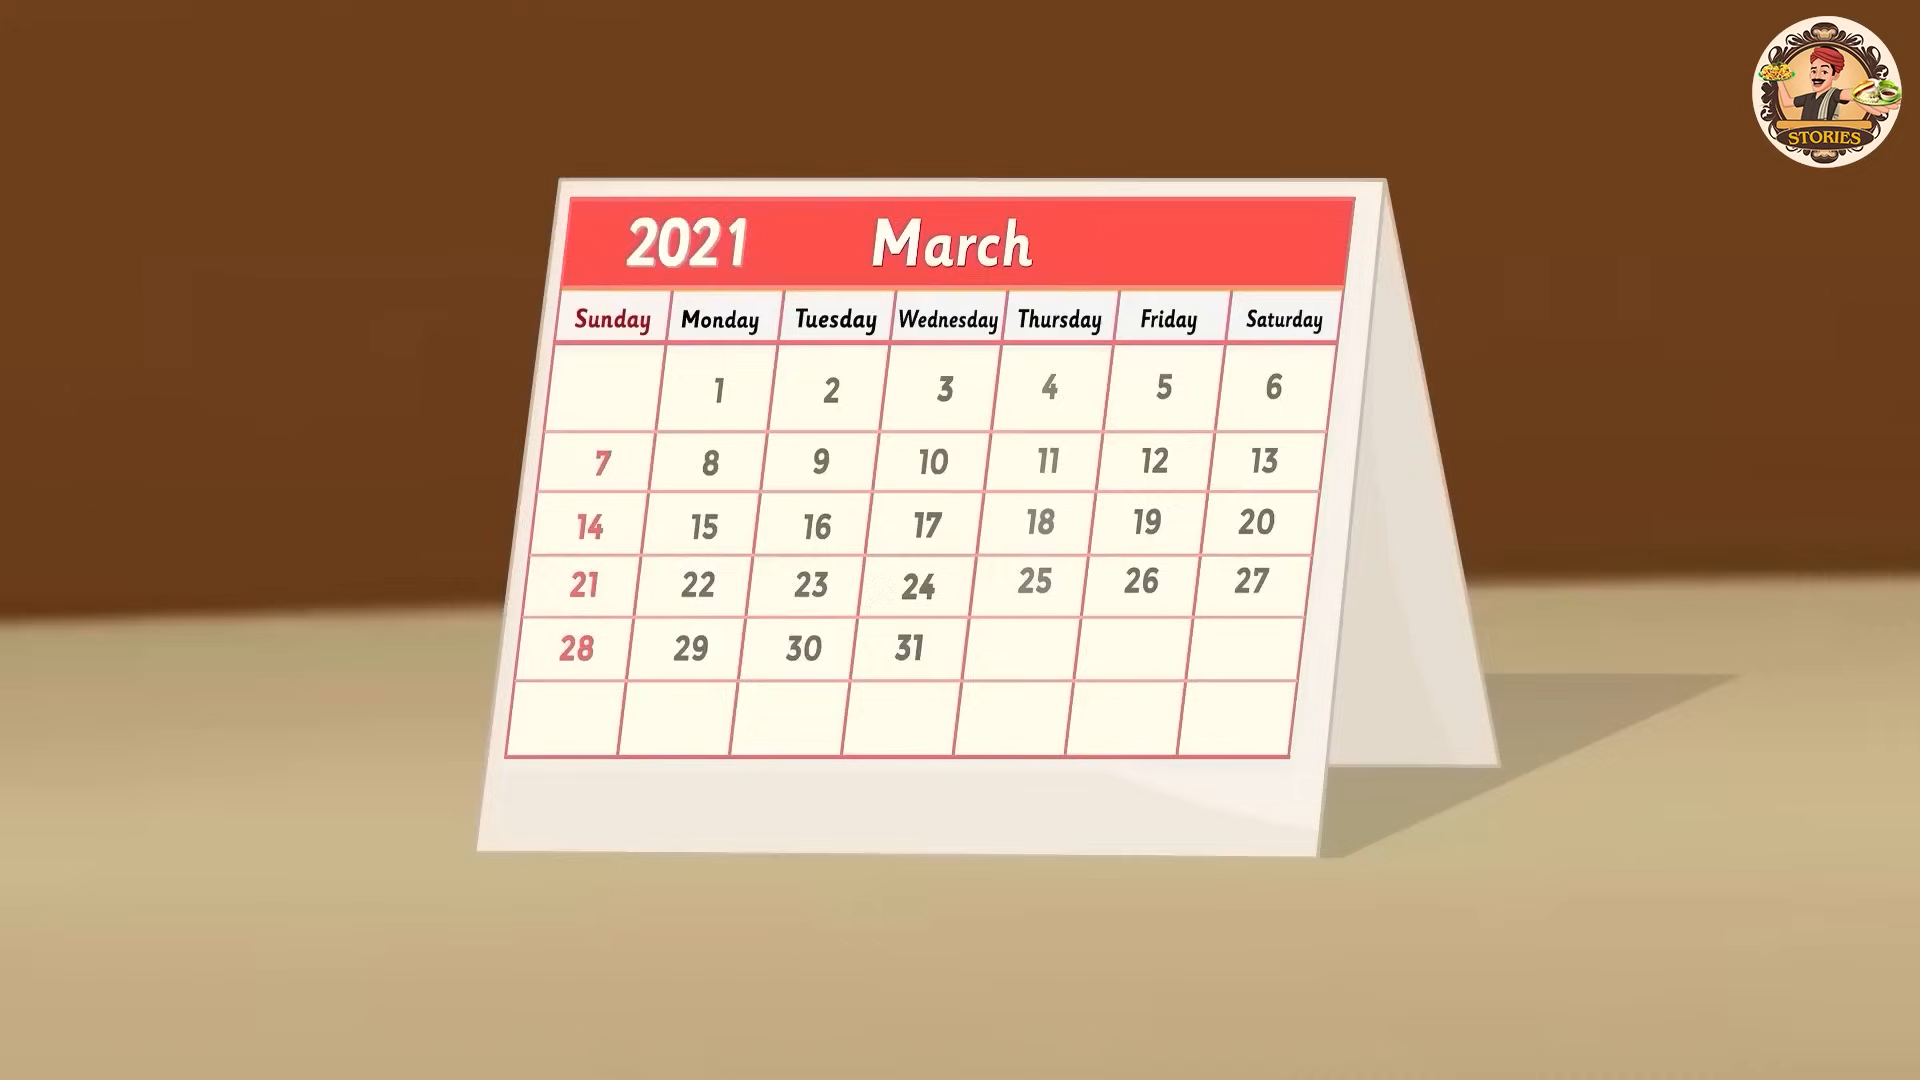 STORIES
2021 March
Sunday Monday Tuesday Wednesday Thursday Friday Saturday
1 2 3 4 5 6
7 8 9 10 11 12 13
14 15 16 17 18 19 20
21 22 23 24 25 26 27
28 29 30 31